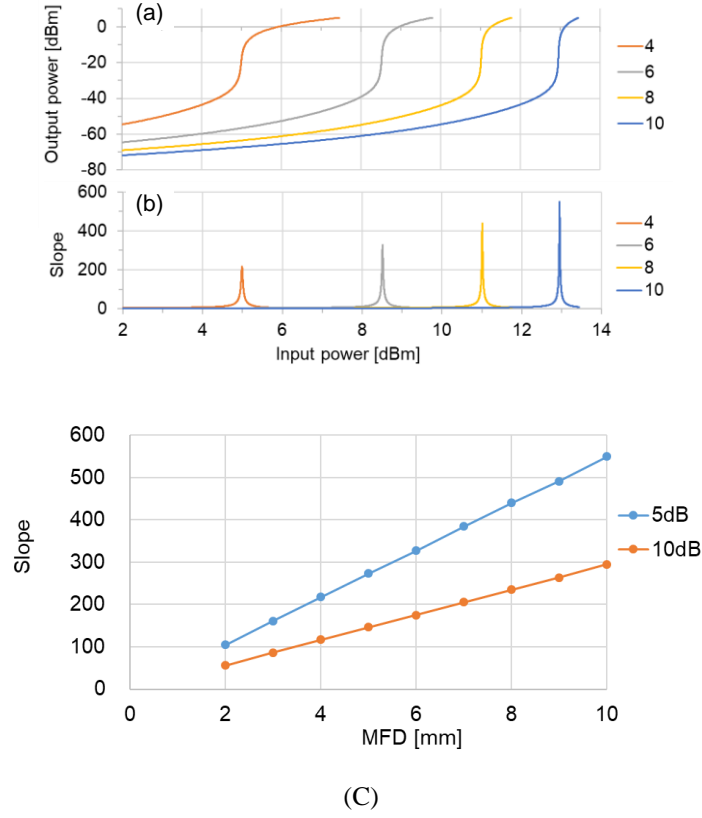 (a)
Output power [dBm]
0
-20
-40
-60
-80
4
6
8
10
(b)
Slope
600
400
200
0
4
6
8
10
2 4 6 8 10 12 14
Input power [dBm]
Slope
600
500
400
300
200
100
0
5dB
10dB
0 2 4 6 8 10
MFD [mm]
(C)